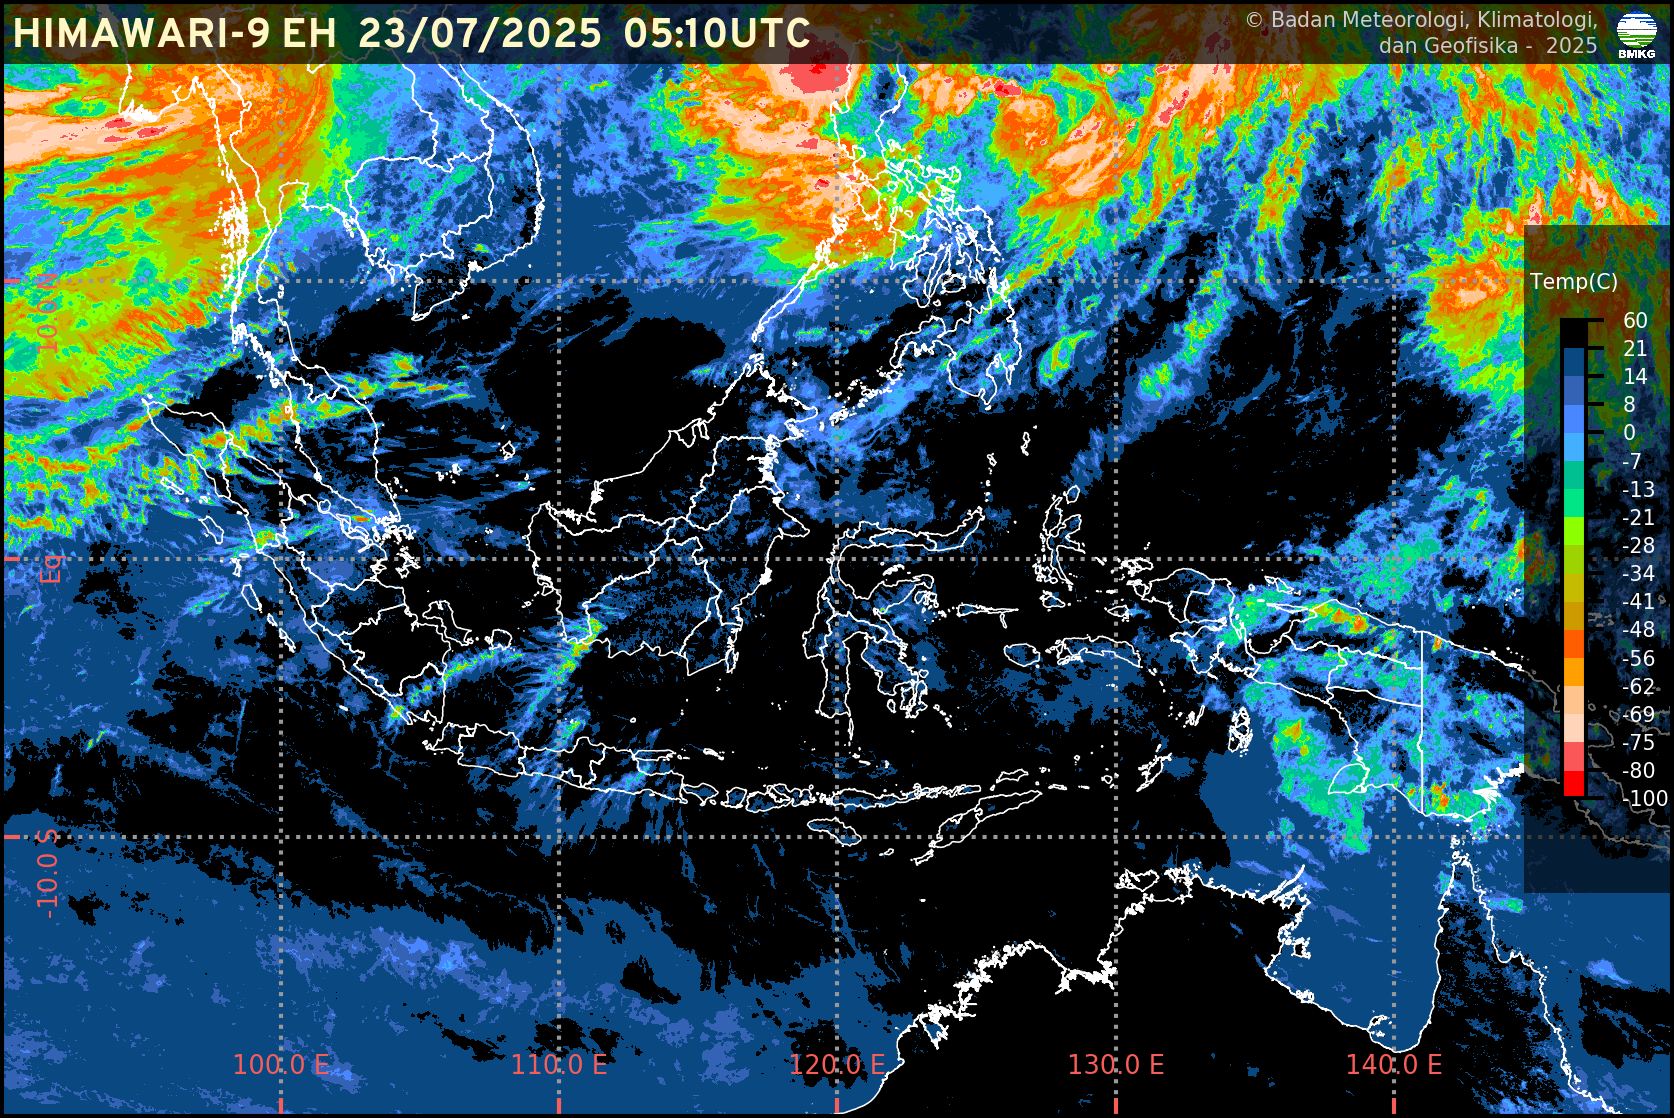 HIMAWARI-9 EH 23/07/2025 05:10UTC
© Badan Meteorologi, Klimatologi,
dan Geofisika - 2025
BMKG
10.0 N
Eq
-10.0 S
100.0 E
110.0 E
120.0 E
130.0 E
140.0 E
Temp(C)
60
21
14
8
0
-7
-13
-21
-28
-34
-41
-48
-56
-62
-69
-75
-80
-100